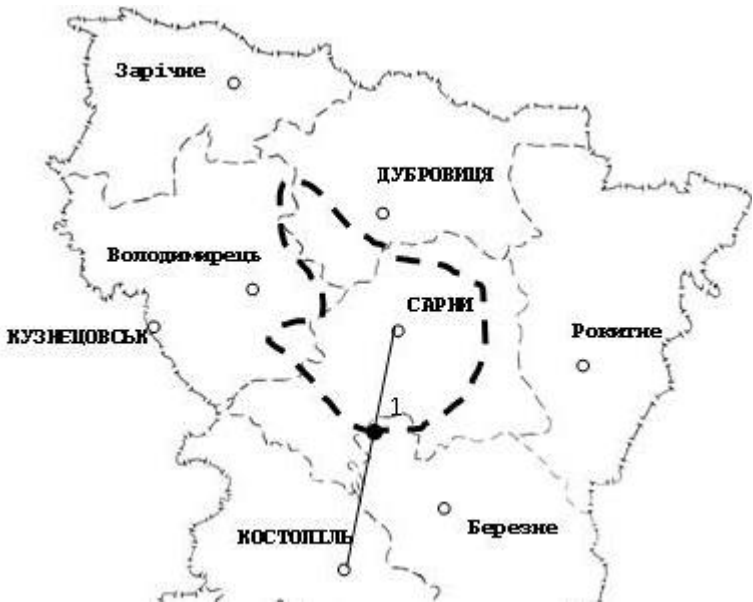 Зарічне
ДУБРОВИЦЯ
Володимирець
САРНИ
КУЗНЕЦОВСЬК
Рокитне
1
КОСТОПІЛЬ
Березне